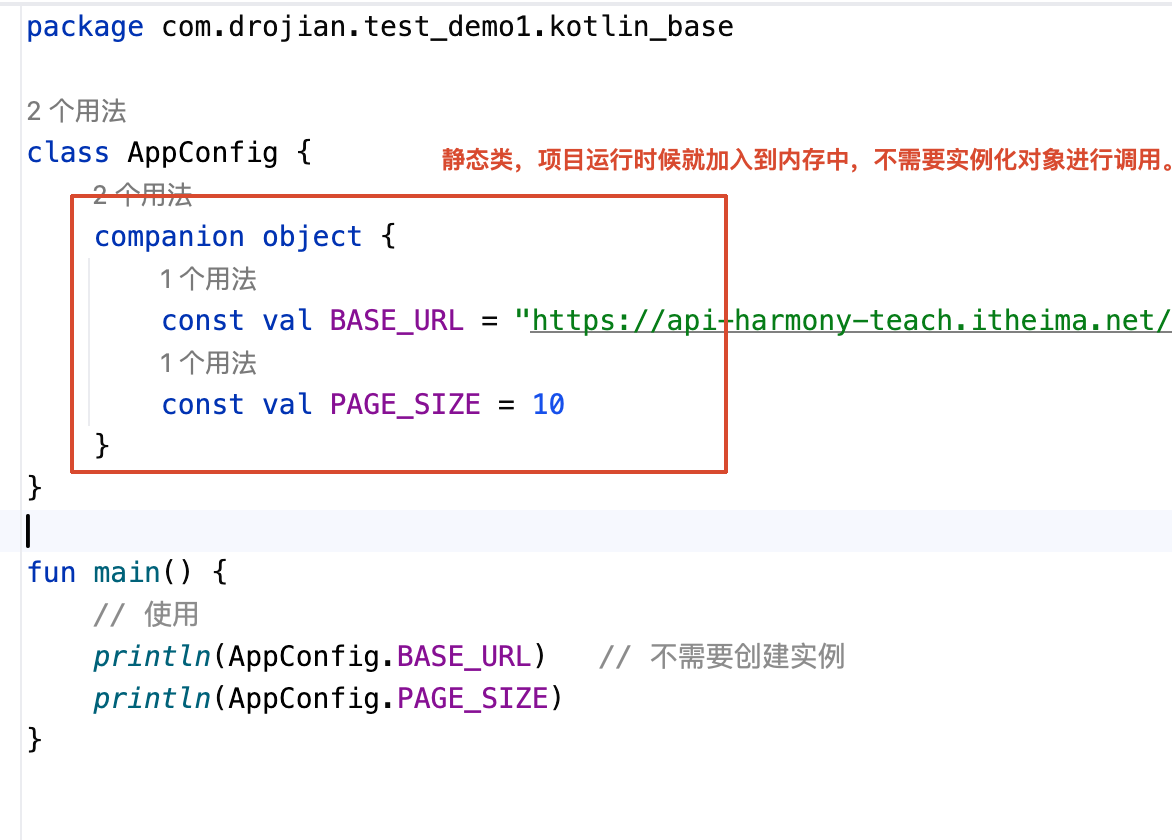 package com.drojian.test_demo1.kotlin_base
2 个用法
class AppConfig {
静态类，项目运行时候就加入到内存中，不需要实例化对象进行调用。
2 个用法
companion object {
1 个用法
const val BASE_URL = "https://api-harmony-teach.itheima.net/
1 个用法
const val PAGE_SIZE = 10
}
}
fun main() {
// 使用
println(AppConfig.BASE_URL) // 不需要创建实例
println(AppConfig.PAGE_SIZE)
}